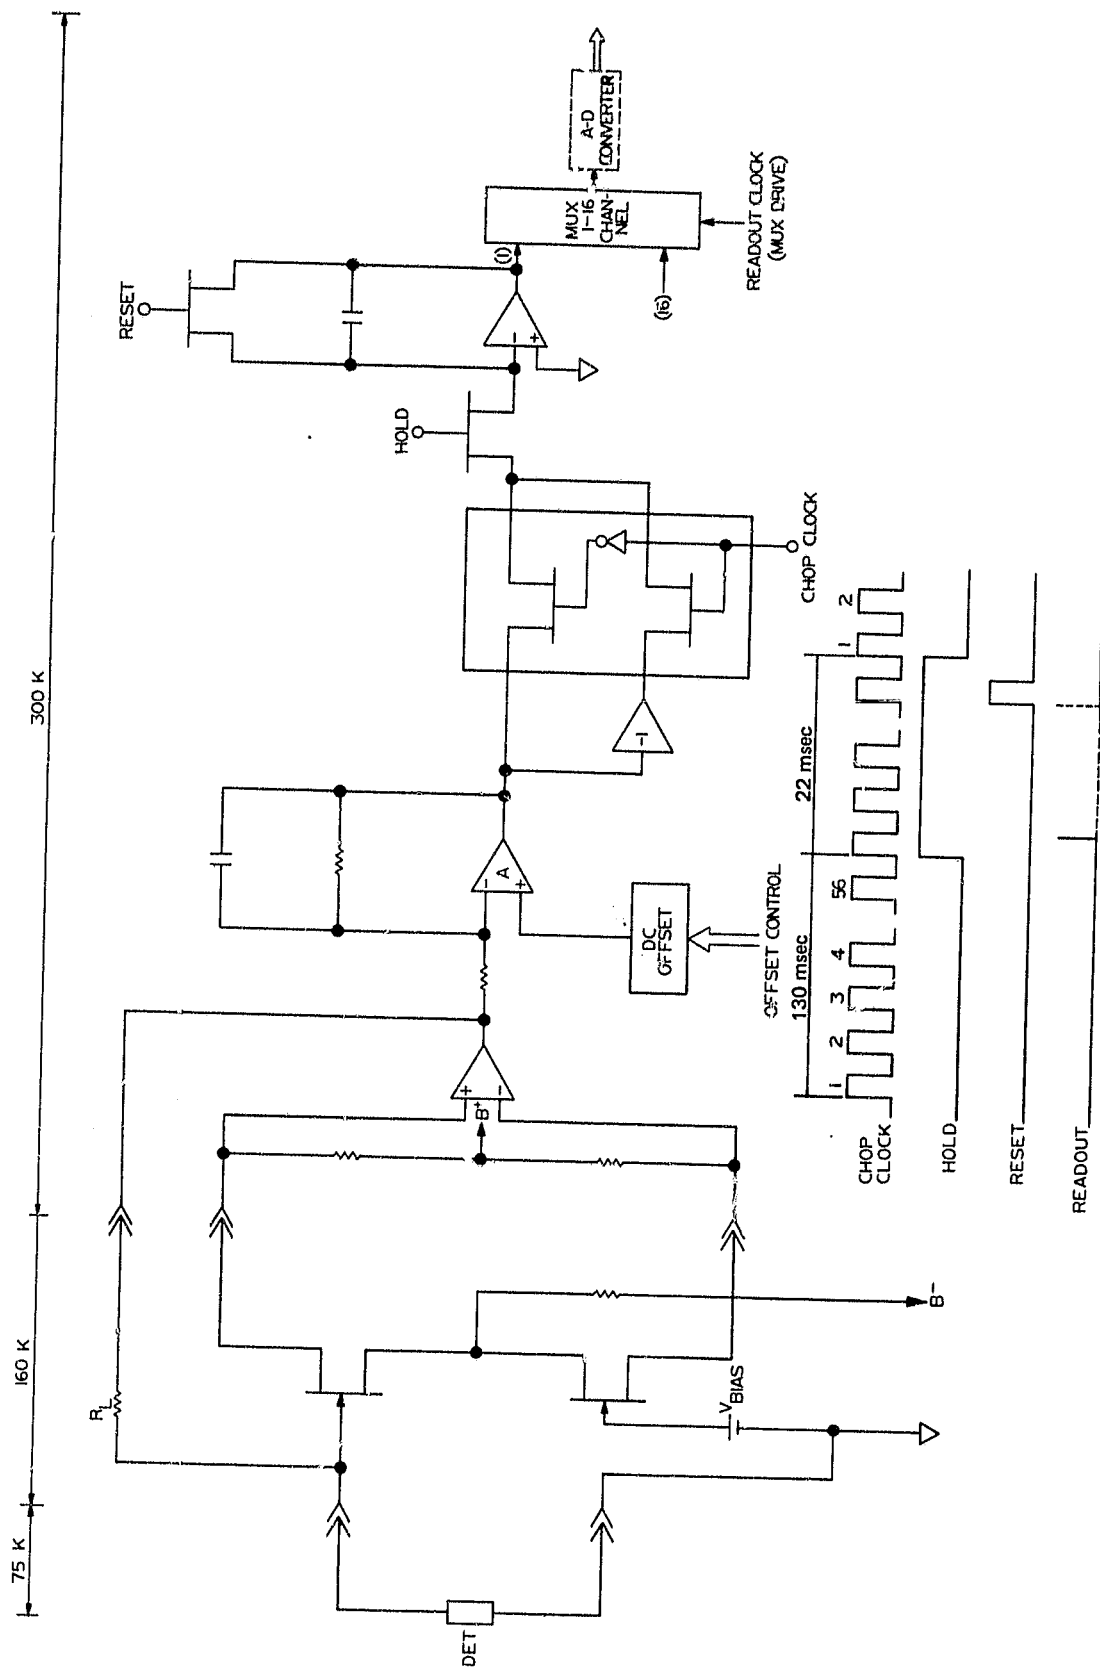 75 K
160 K
300 K
DET
R_L
V_BIAS
B-
B+
+
-
-
A
+
DC
OFFSET
OFFSET CONTROL
-1
CHOP CLOCK
HOLD
RESET
-
+
(1)
(16)
MUX
1-16
CHAN-
NEL
READOUT CLOCK
(MUX DRIVE)
A-D
CONVERTER
130 msec
22 msec
1 2 3 4 56 1 2
CHOP
CLOCK
HOLD
RESET
READOUT